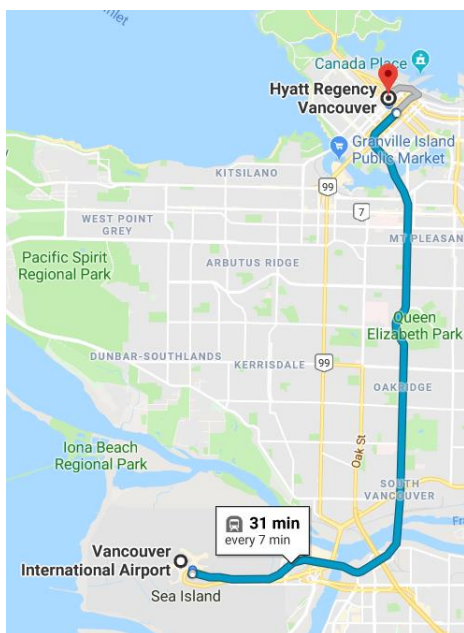 Canada Place
Hyatt Regency
Vancouver
Granville Island
Public Market
KITSILANO
99
7
WEST POINT
GREY
MT PLEASAN
Pacific Spirit
Regional Park
ARBUTUS RIDGE
Queen
Elizabeth Park
DUNBAR-SOUTHLANDS
KERRISDALE
99
OAKRIDGE
Oak St
Iona Beach
Regional Park
SOUTH
VANCOUVER
31 min
every 7 min
Fr
Vancouver
International Airport
Sea Island